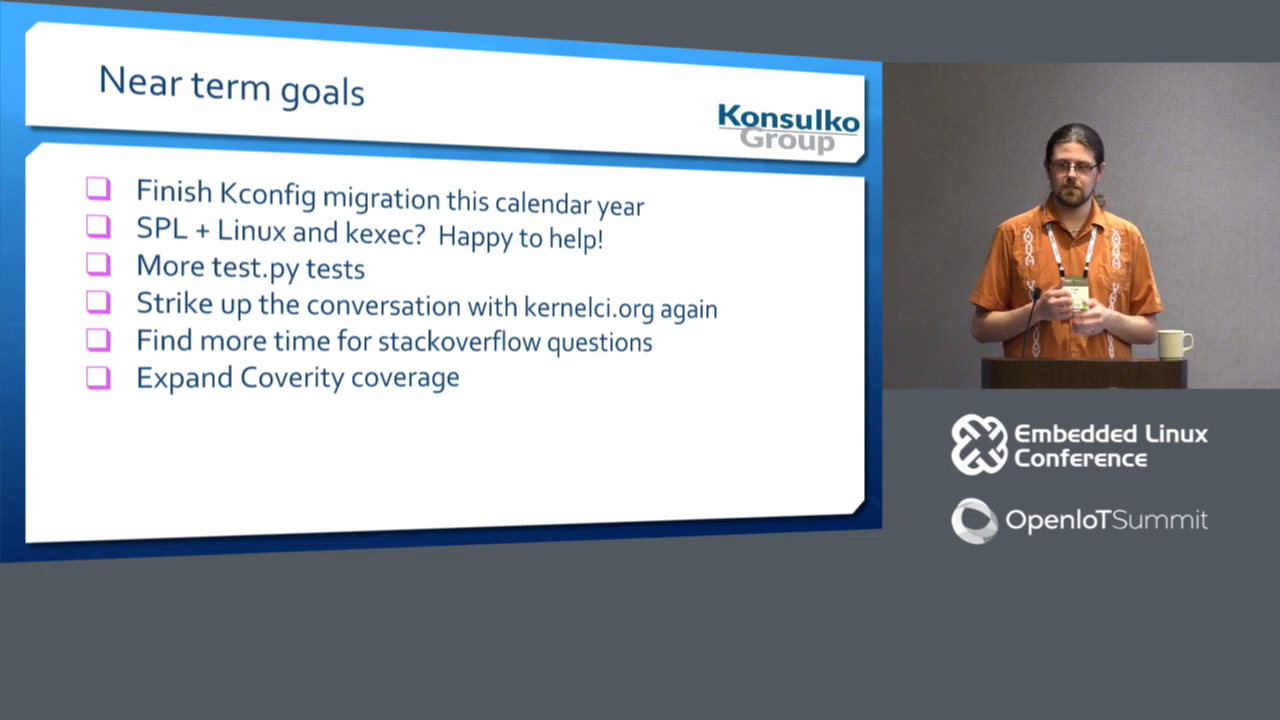 Near term goals
Konsulko
Group
Finish Kconfig migration this calendar year
SPL + Linux and kexec? Happy to help!
More test.py tests
Strike up the conversation with kernelci.org again
Find more time for stackoverflow questions
Expand Coverity coverage
Embedded Linux
Conference
OpenIoTSummit